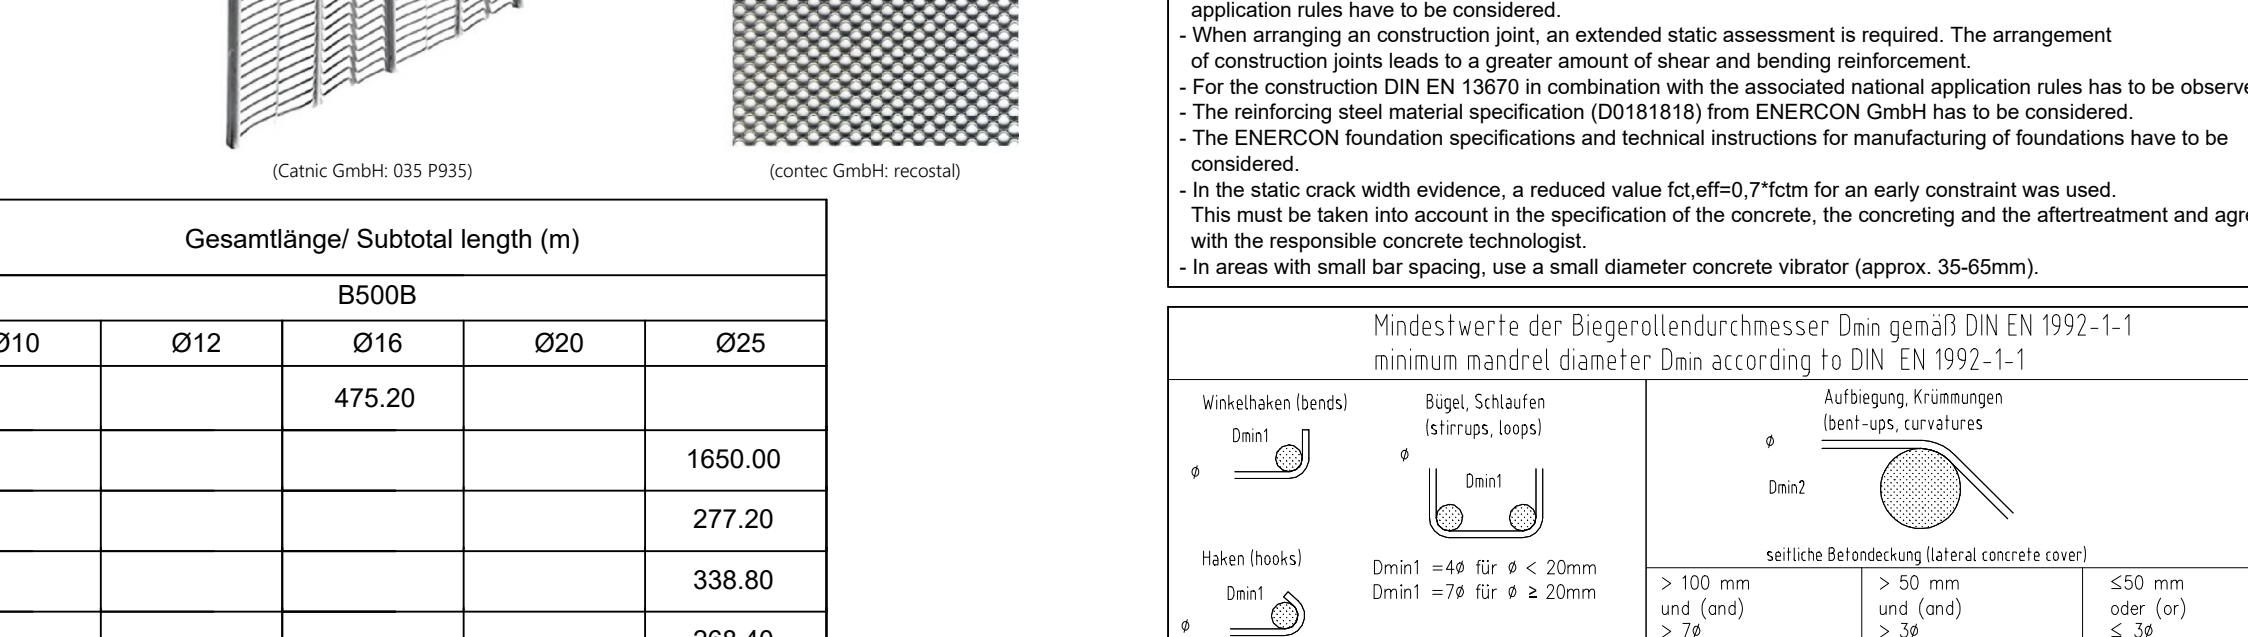 (Catnic GmbH: 035 P935)
(contec GmbH: recostal)
Gesamtlänge/ Subtotal length (m)
B500B
Ø10 Ø12 Ø16 Ø20 Ø25
475.20
1650.00
277.20
338.80
268.40
application rules have to be considered.
- When arranging an construction joint, an extended static assessment is required. The arrangement
of construction joints leads to a greater amount of shear and bending reinforcement.
- For the construction DIN EN 13670 in combination with the associated national application rules has to be observe
- The reinforcing steel material specification (D0181818) from ENERCON GmbH has to be considered.
- The ENERCON foundation specifications and technical instructions for manufacturing of foundations have to be
considered.
- In the static crack width evidence, a reduced value fct,eff=0,7*fctm for an early constraint was used.
This must be taken into account in the specification of the concrete, the concreting and the aftertreatment and agre
with the responsible concrete technologist.
- In areas with small bar spacing, use a small diameter concrete vibrator (approx. 35-65mm).
Mindestwerte der Biegerollendurchmesser Dmin gemäß DIN EN 1992-1-1
minimum mandrel diameter Dmin according to DIN EN 1992-1-1
Winkelhaken (bends)
Dmin1
ø
Haken (hooks)
Dmin1
ø
Bügel, Schlaufen
(stirrups, loops)
ø
Dmin1
Dmin1 =4ø für ø < 20mm
Dmin1 =7ø für ø ≥ 20mm
Aufbiegung, Krümmungen
(bent-ups, curvatures
ø
Dmin2
seitliche Betondeckung (lateral concrete cover)
> 100 mm
und (and)
> 7ø
> 50 mm
und (and)
> 3ø
≤50 mm
oder (or)
≤ 3ø